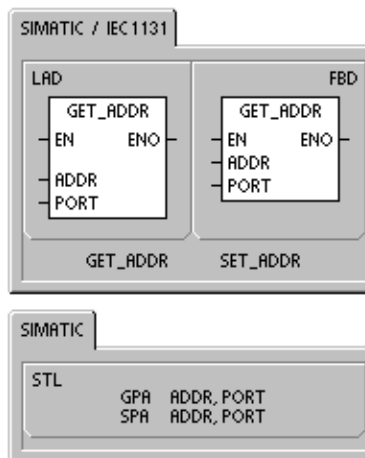 SIMATIC / IEC1131
LAD
FBD
GET_ADDR
EN ENO
ADDR
PORT
GET_ADDR
EN ENO
ADDR
PORT
GET_ADDR SET_ADDR
SIMATIC
STL
GPA ADDR, PORT
SPA ADDR, PORT